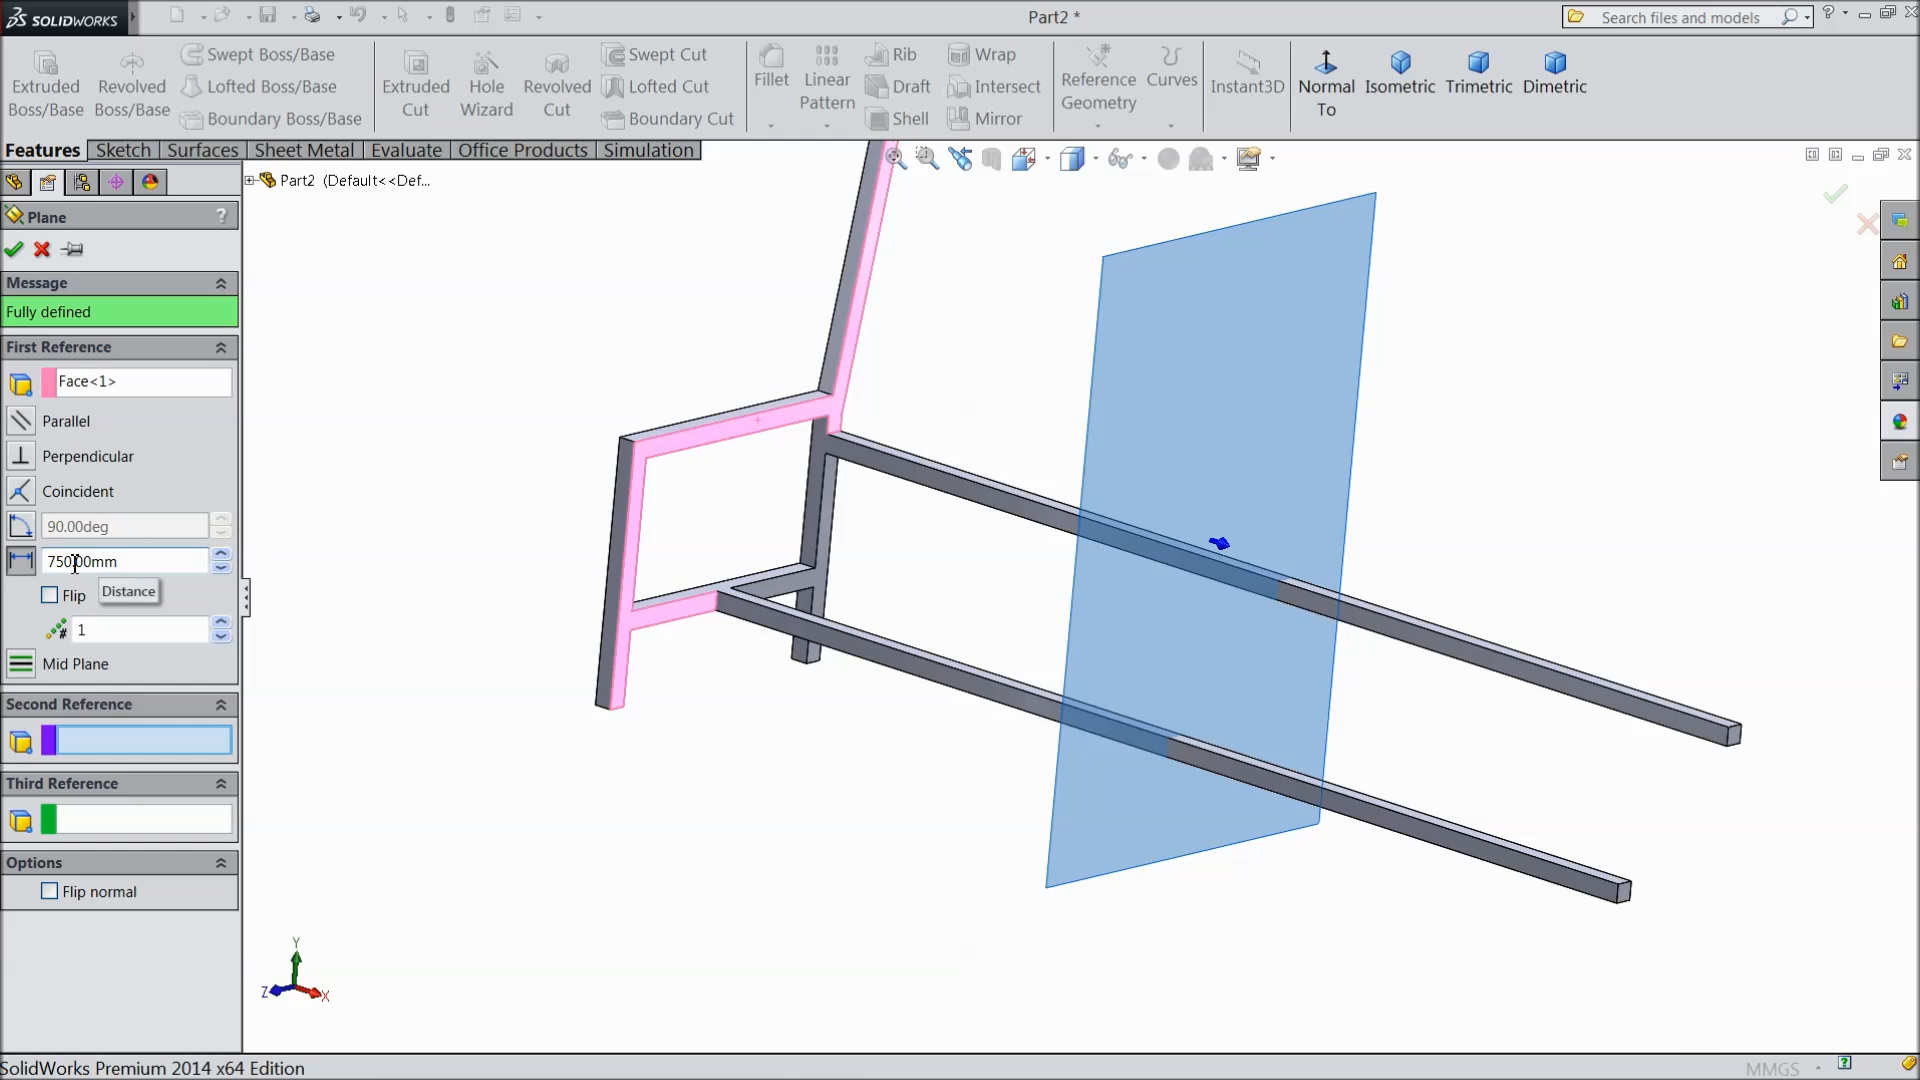 SOLIDWORKS
Part2 *
Search files and models
?
Extruded Boss/Base
Revolved Boss/Base
Swept Boss/Base
Lofted Boss/Base
Boundary Boss/Base
Extruded Cut
Hole Wizard
Revolved Cut
Swept Cut
Lofted Cut
Boundary Cut
Fillet
Linear Pattern
Rib
Draft
Shell
Wrap
Intersect
Mirror
Reference Geometry
Curves
Instant3D
Normal To
Isometric
Trimetric
Dimetric
Features
Sketch
Surfaces
Sheet Metal
Evaluate
Office Products
Simulation
Part2 (Default<<Def...
Plane
?
Message
Fully defined
First Reference
Face<1>
Parallel
Perpendicular
Coincident
90.00deg
750.00mm
Flip
Distance
1
Mid Plane
Second Reference
Third Reference
Options
Flip normal
Y
Z
X
SolidWorks Premium 2014 x64 Edition
MMGS